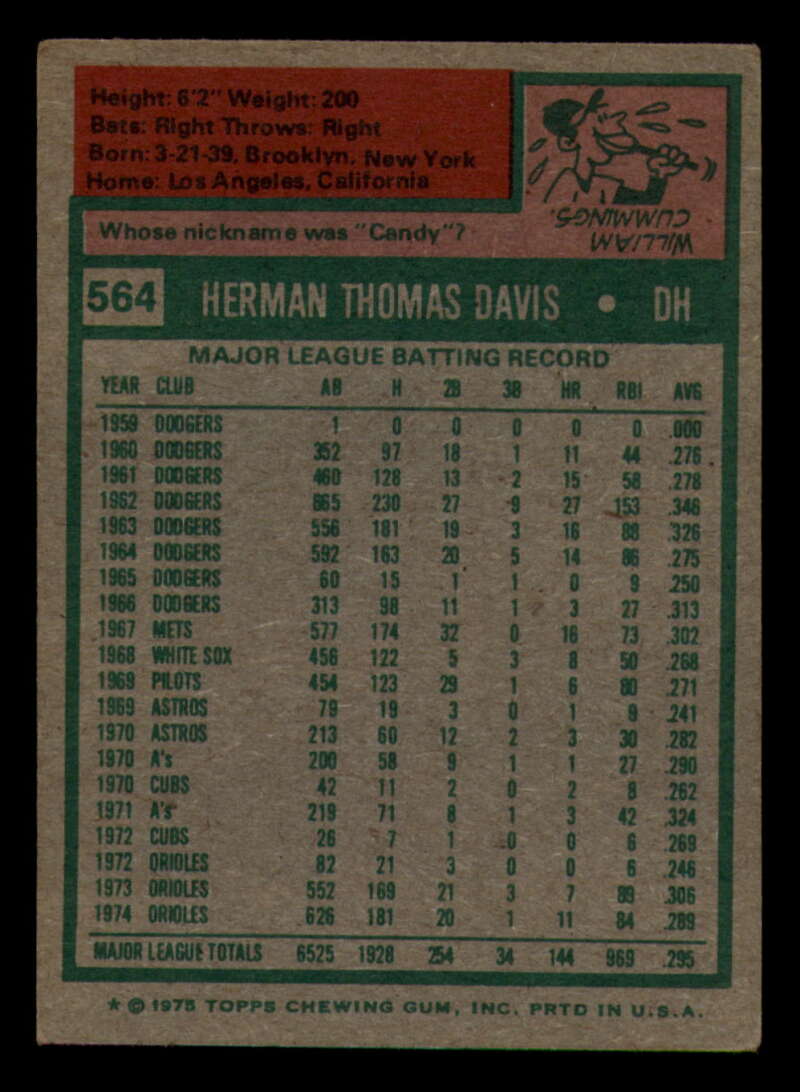 Height: 6'2" Weight: 200
Bats: Right Throws: Right
Born: 3-21-39, Brooklyn, New York
Home: Los Angeles, California
WILLIAM
CUMMINGS.
Whose nickname was "Candy"?
564 HERMAN THOMAS DAVIS • DH
MAJOR LEAGUE BATTING RECORD
YEAR CLUB AB H 2B 3B HR RBI AVG
1959 DODGERS 1 0 0 0 0 0 .000
1960 DODGERS 352 97 18 1 11 44 .276
1961 DODGERS 460 128 13 2 15 58 .278
1962 DODGERS 665 230 27 9 27 153 .346
1963 DODGERS 556 181 19 3 16 88 .326
1964 DODGERS 592 163 20 5 14 86 .275
1965 DODGERS 60 15 1 1 0 9 .250
1966 DODGERS 313 98 11 1 3 27 .313
1967 METS 577 174 32 0 16 73 .302
1968 WHITE SOX 456 122 5 3 8 50 .268
1969 PILOTS 454 123 29 1 6 80 .271
1969 ASTROS 79 19 3 0 1 9 .241
1970 ASTROS 213 60 12 2 3 30 .282
1970 A's 200 58 9 1 1 27 .290
1970 CUBS 42 11 2 0 2 8 .262
1971 A's 219 71 8 1 3 42 .324
1972 CUBS 26 7 1 0 0 6 .269
1972 ORIOLES 82 21 3 0 0 6 .246
1973 ORIOLES 552 169 21 3 7 89 .306
1974 ORIOLES 626 181 20 1 11 84 .289
MAJOR LEAGUE TOTALS 6525 1928 254 34 144 969 .295
★ © 1975 TOPPS CHEWING GUM, INC. PRTD IN U.S.A.